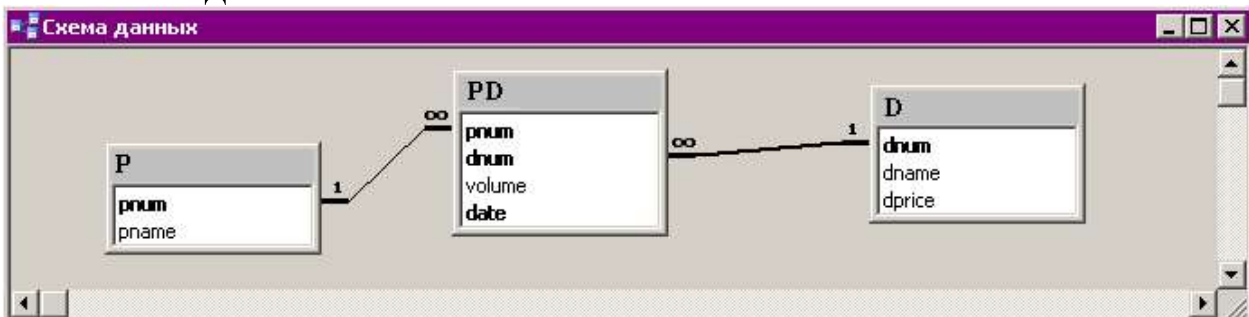 Схема данных
P
pnum
pname
1
∞
PD
pnum
dnum
volume
date
∞
1
D
dnum
dname
dprice